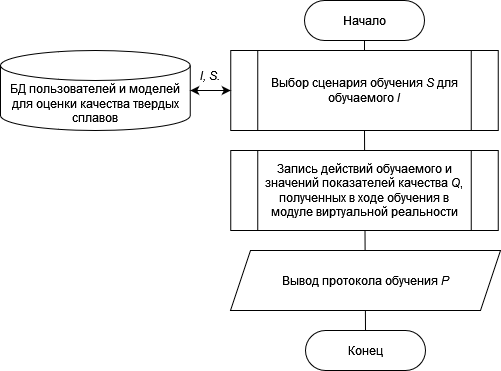 Начало
БД пользователей и моделей
для оценки качества твердых
сплавов
I, S.
Выбор сценария обучения S для
обучаемого I
Запись действий обучаемого и
значений показателей качества Q,
полученных в ходе обучения в
модуле виртуальной реальности
Вывод протокола обучения P
Конец